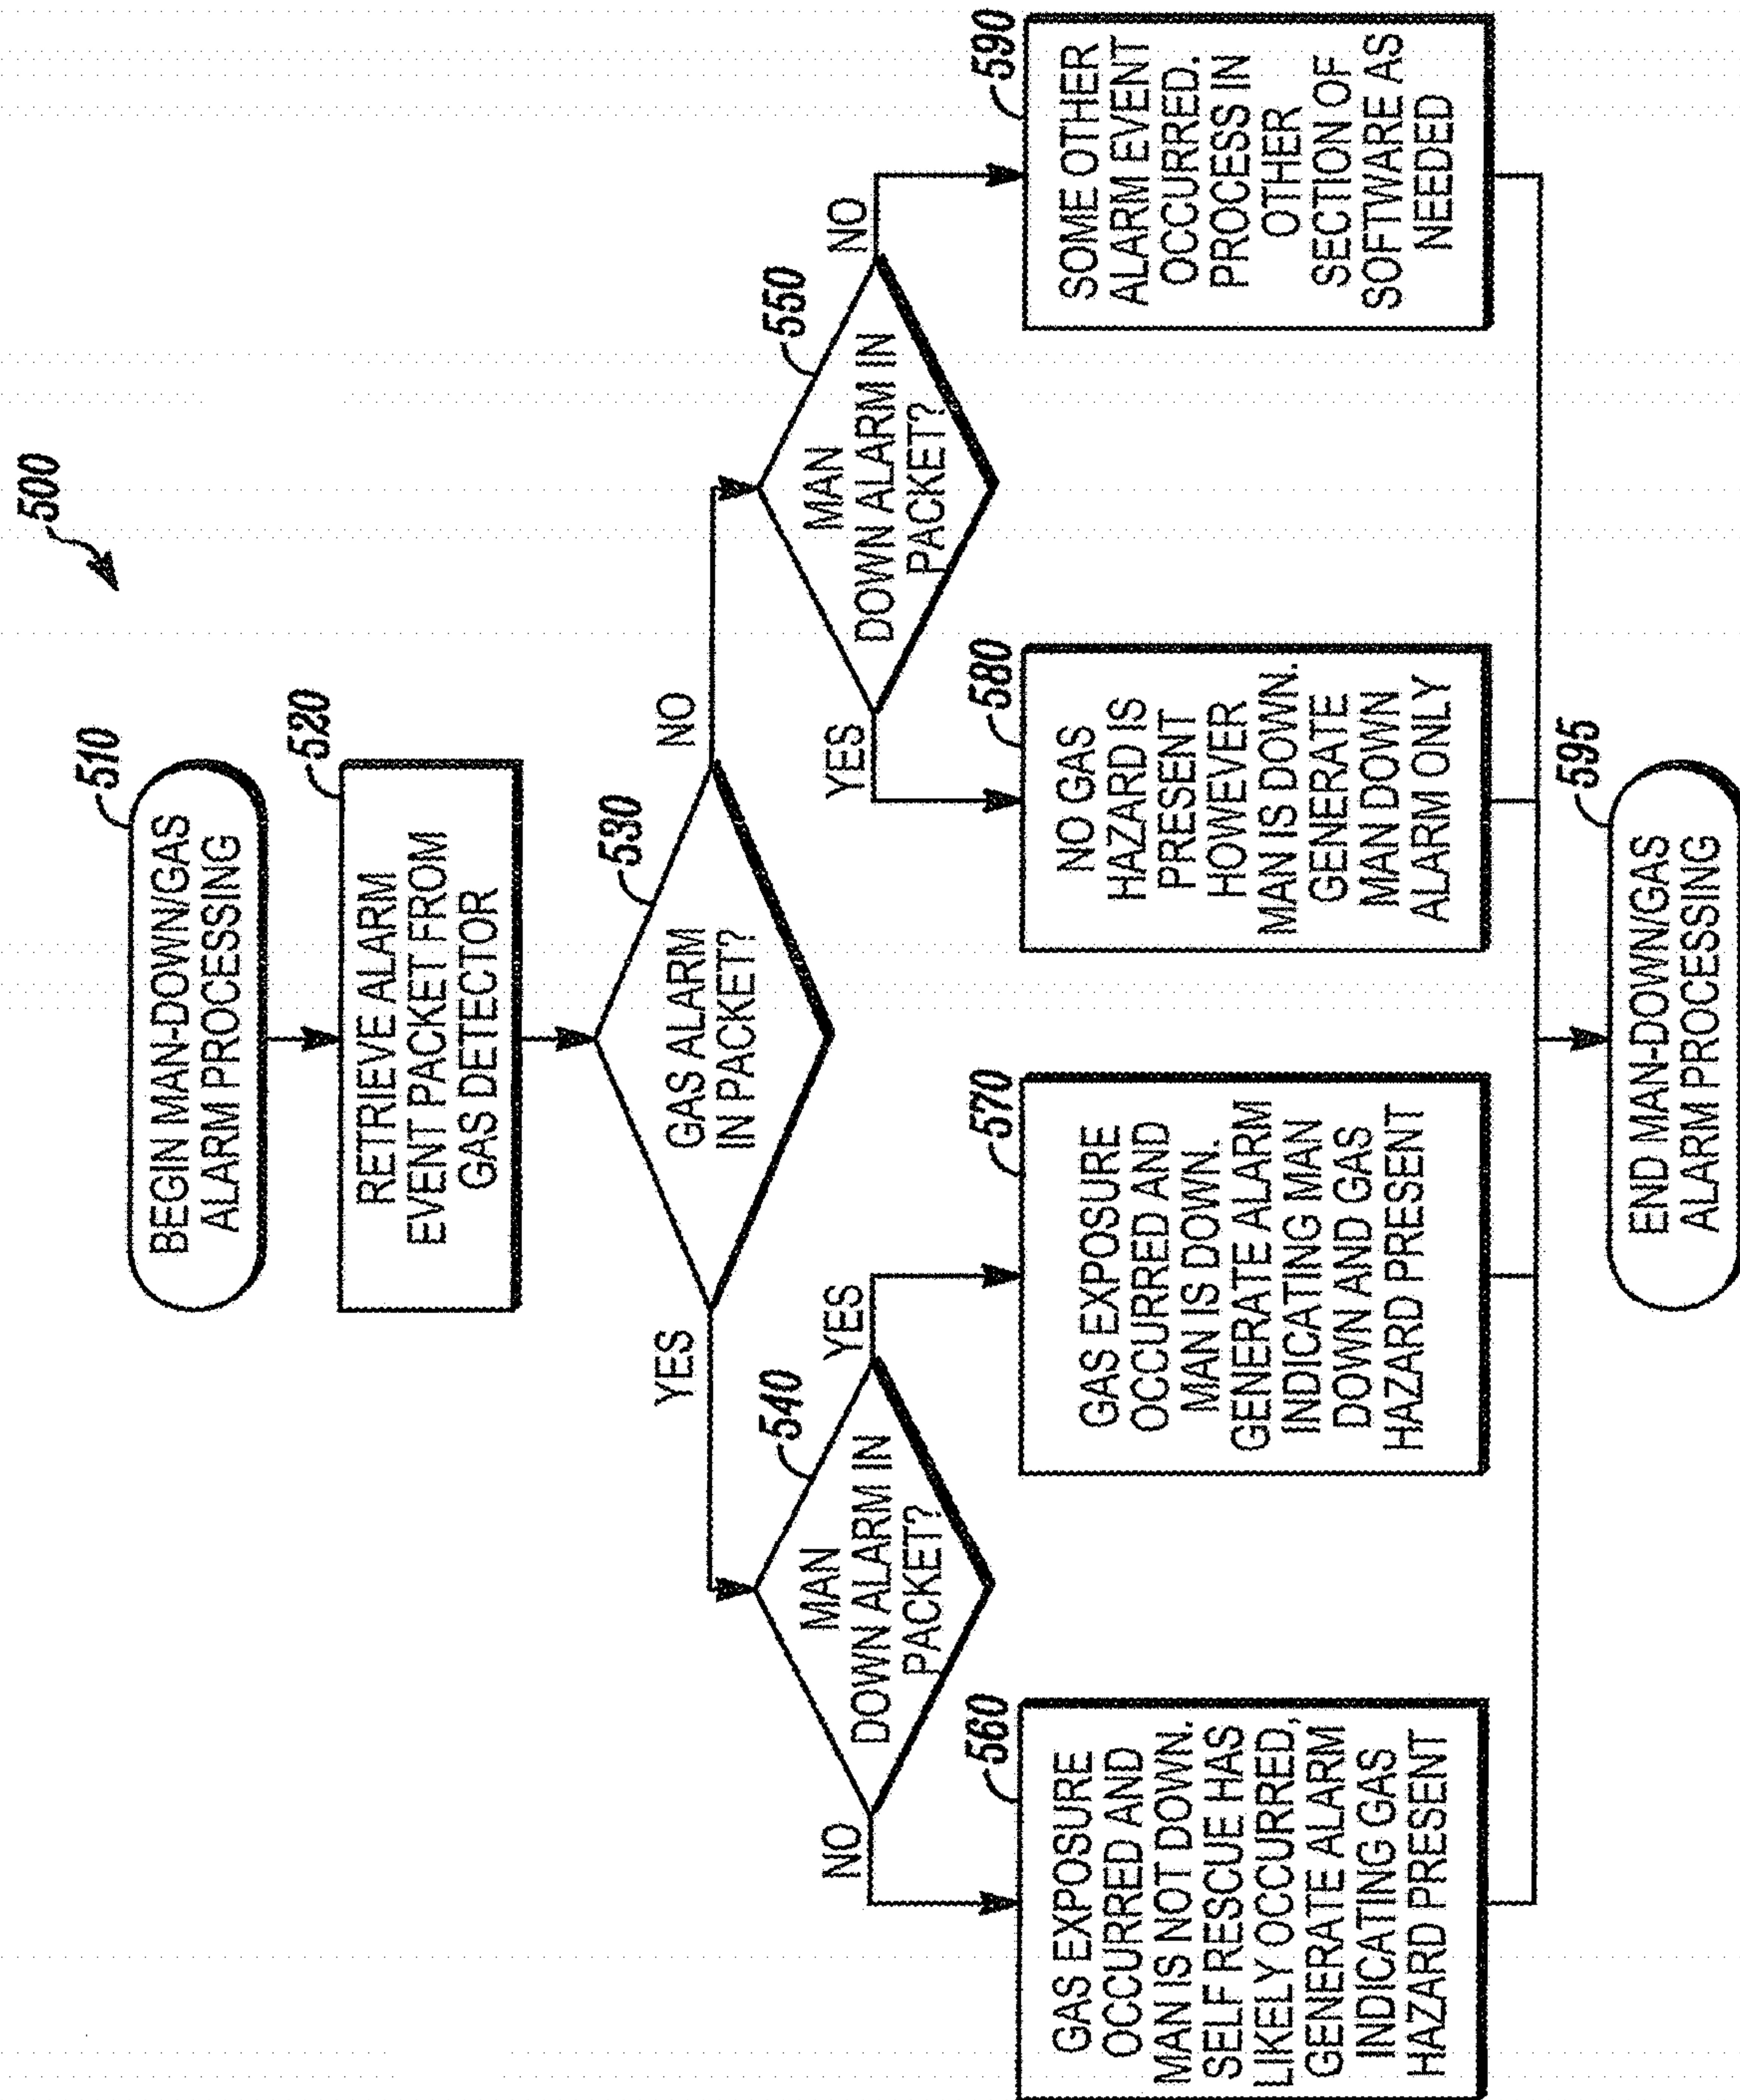 500
510
BEGIN MAN-DOWN/GAS
ALARM PROCESSING
520
RETRIEVE ALARM
EVENT PACKET FROM
GAS DETECTOR
530
GAS ALARM
IN PACKET?
YES
NO
540
MAN
DOWN ALARM IN
PACKET?
NO
YES
550
MAN
DOWN ALARM IN
PACKET?
YES
NO
560
GAS EXPOSURE
OCCURRED AND
MAN IS NOT DOWN.
SELF RESCUE HAS
LIKELY OCCURRED,
GENERATE ALARM
INDICATING GAS
HAZARD PRESENT
570
GAS EXPOSURE
OCCURRED AND
MAN IS DOWN.
GENERATE ALARM
INDICATING MAN
DOWN AND GAS
HAZARD PRESENT
580
NO GAS
HAZARD IS
PRESENT
HOWEVER
MAN IS DOWN.
GENERATE
MAN DOWN
ALARM ONLY
590
SOME OTHER
ALARM EVENT
OCCURRED.
PROCESS IN
OTHER
SECTION OF
SOFTWARE AS
NEEDED
595
END MAN-DOWN/GAS
ALARM PROCESSING